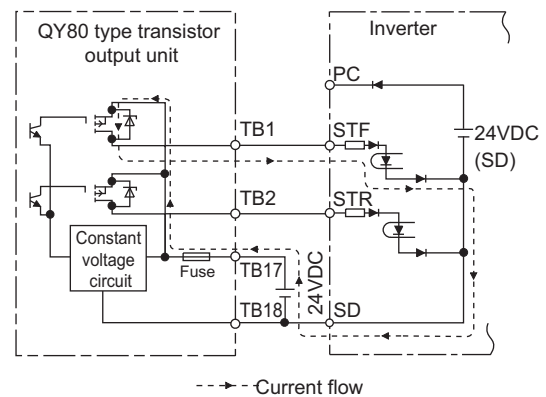 QY80 type transistor
output unit
Inverter
PC
TB1
STF
24VDC
(SD)
TB2
STR
Constant
voltage
circuit
Fuse
TB17
24VDC
TB18
SD
Current flow